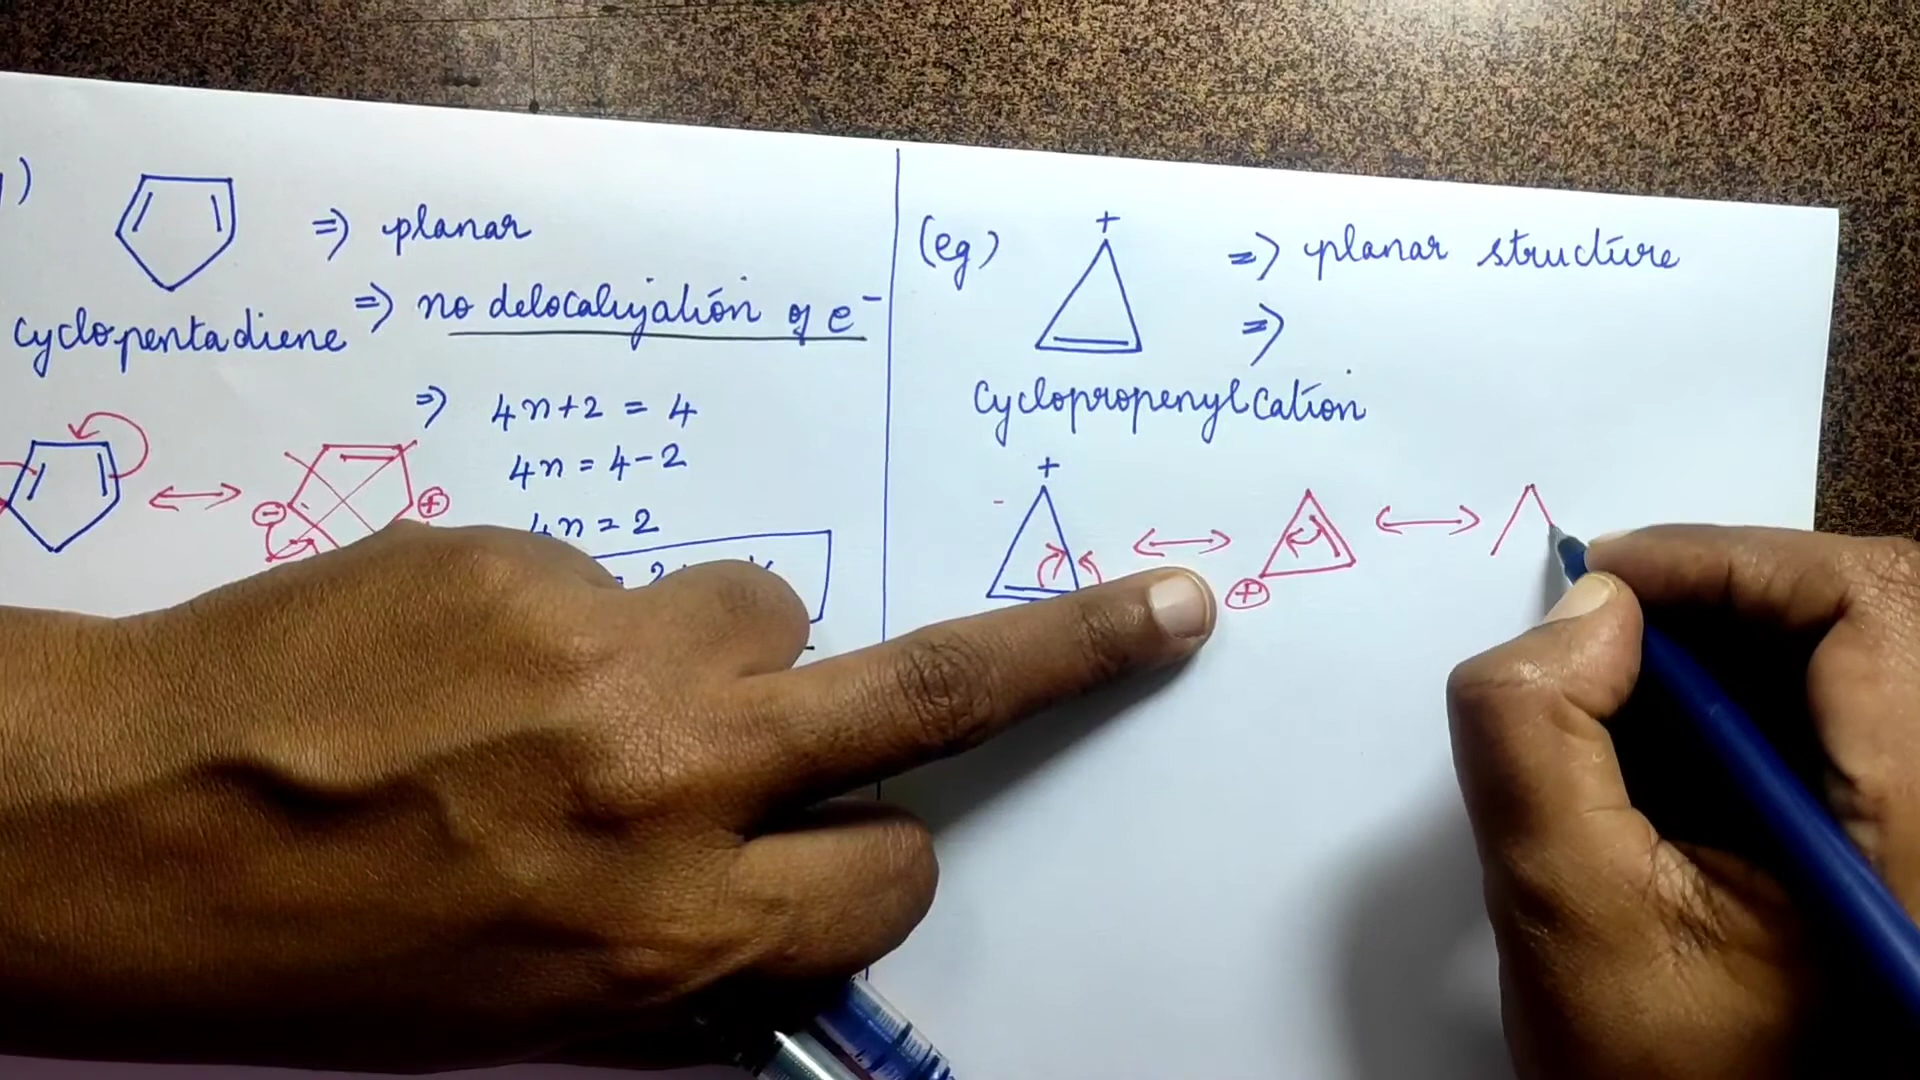 )
=> planar
=> no delocalization of e⁻
cyclopentadiene
=> 4n+2 = 4
4n = 4-2
4n = 2
-
+
(eg)
+
=> planar structure
=>
Cyclopropenyl Cation
+
-
+